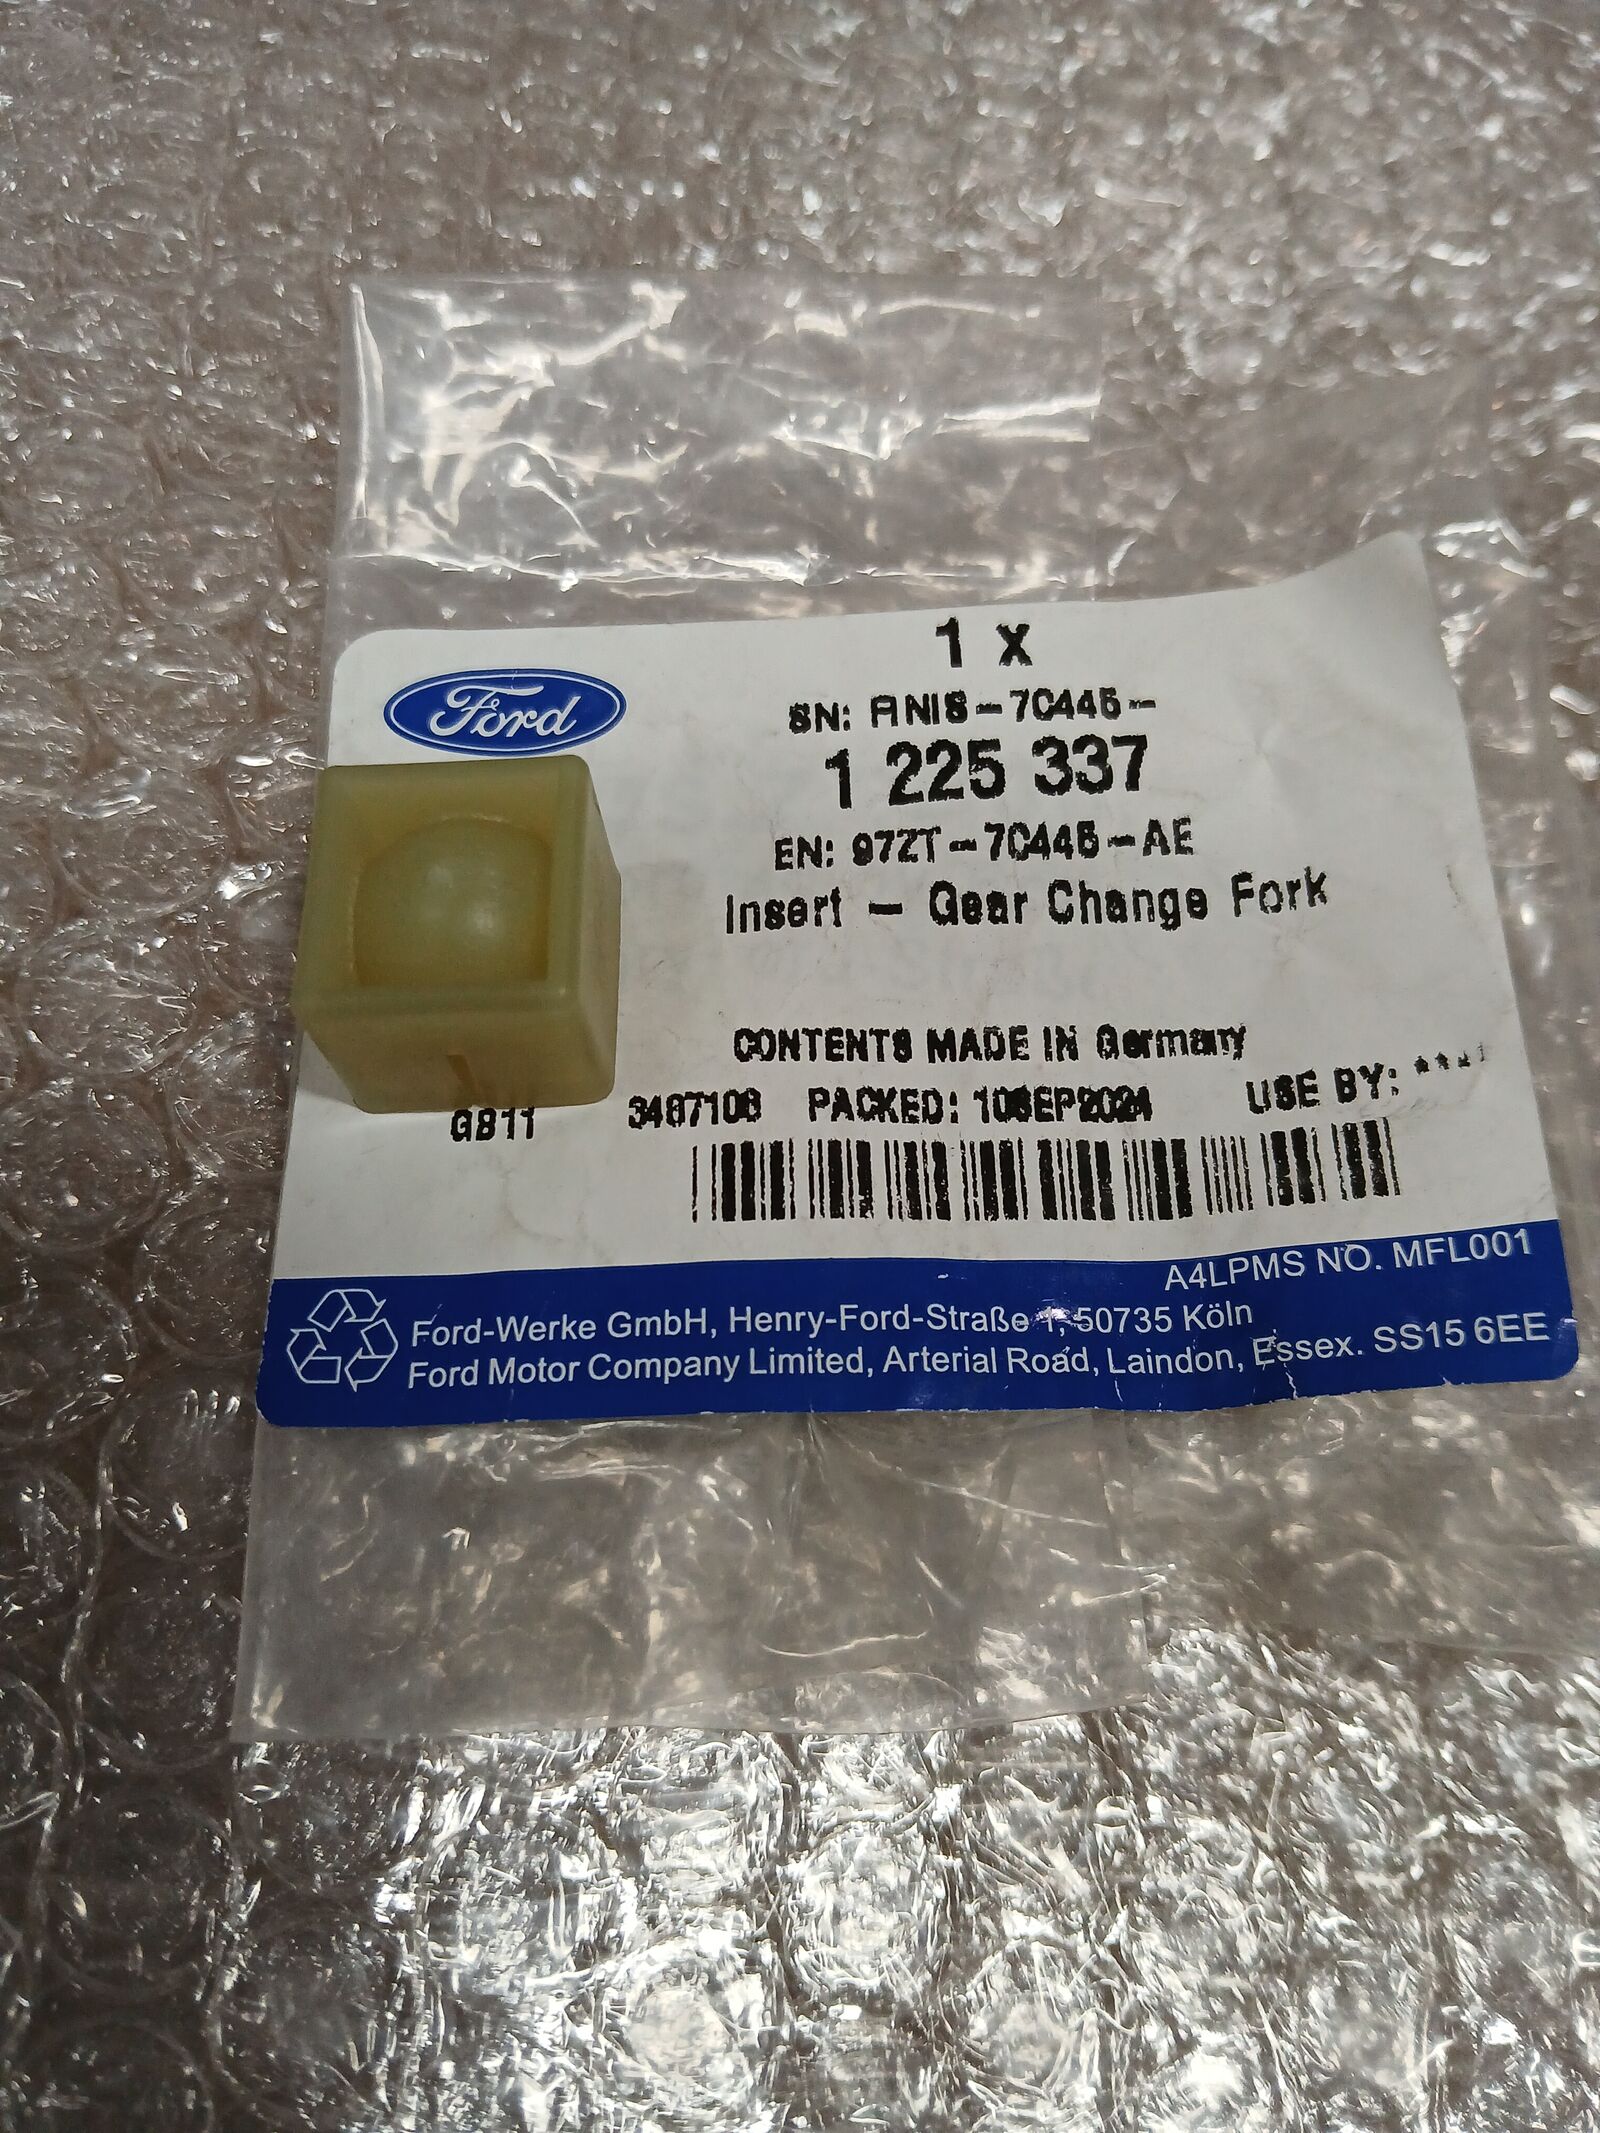 Ford
1 X
SN: ANIS-7C445-
1 225 337
EN: 97ZT-7C445-AE
Insert - Gear Change Fork
CONTENTS MADE IN Germany
GB11 3487108 PACKED: 10SEP2024 USE BY: ****
A4LPMS NO. MFL001
Ford-Werke GmbH, Henry-Ford-Straße 1, 50735 Köln
Ford Motor Company Limited, Arterial Road, Laindon, Essex. SS15 6EE